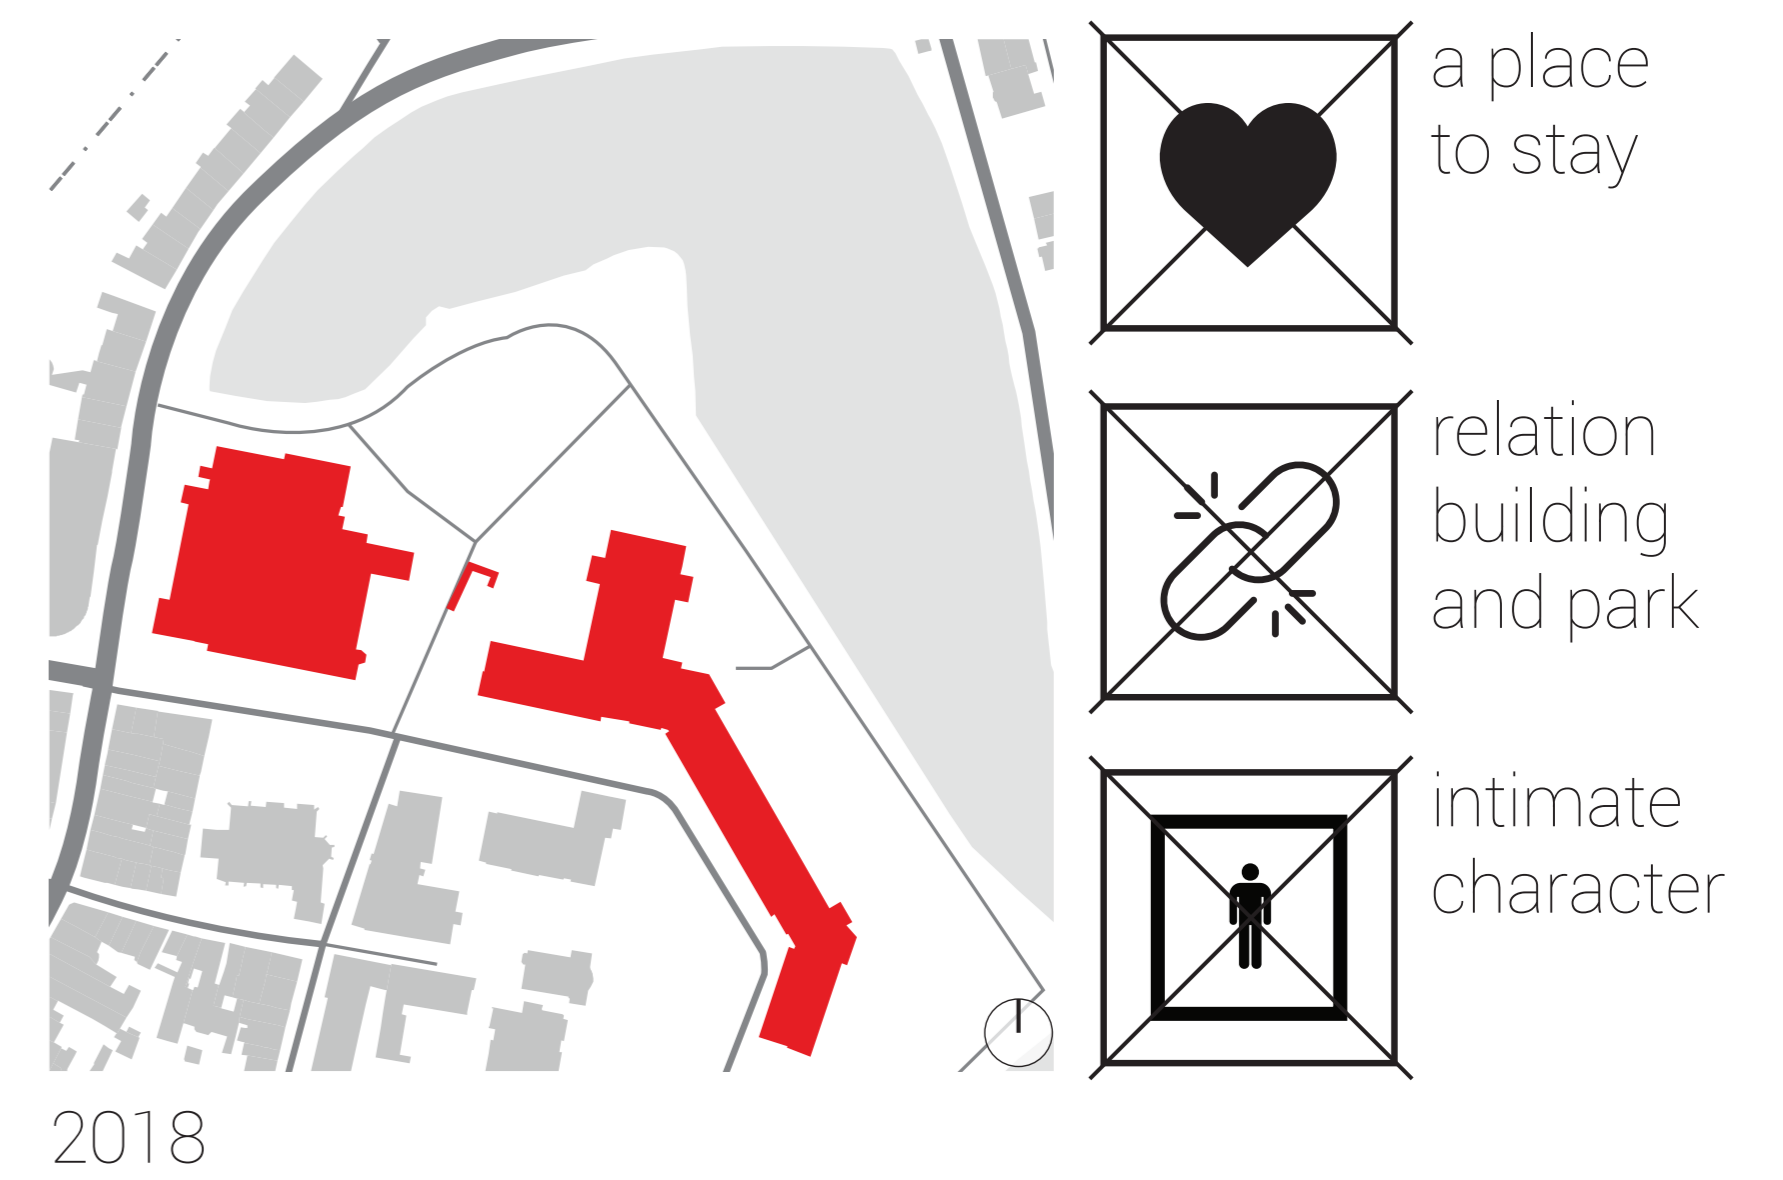 a place
to stay
relation
building
and park
intimate
character
2018